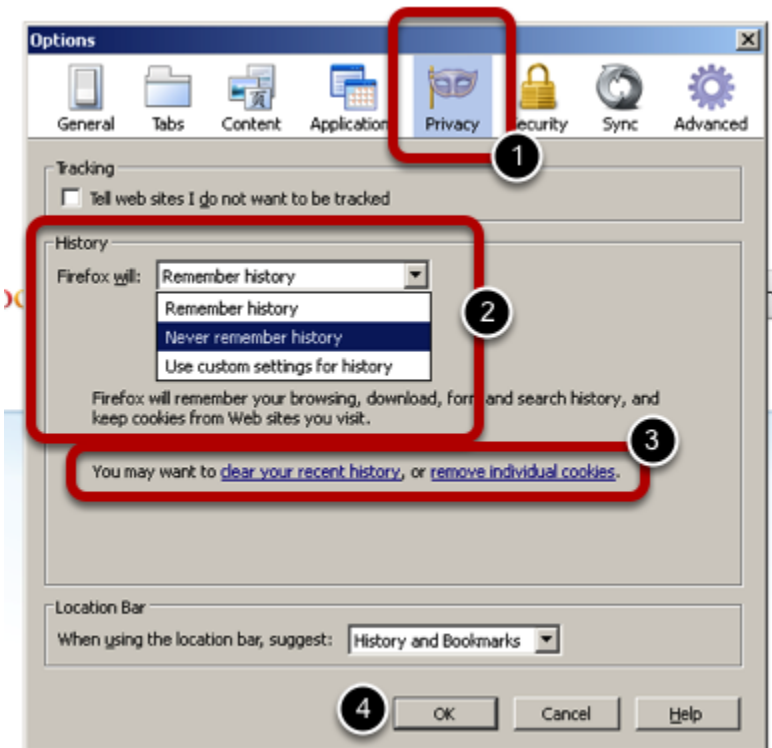 Options
General Tabs Content Application Privacy Security Sync Advanced
1
Tracking
Tell web sites I do not want to be tracked
History
Firefox will: Remember history
Remember history
2
Never remember history
Use custom settings for history
Firefox will remember your browsing, download, form and search history, and
keep cookies from Web sites you visit.
3
You may want to clear your recent history, or remove individual cookies.
Location Bar
When using the location bar, suggest: History and Bookmarks
4 OK Cancel Help